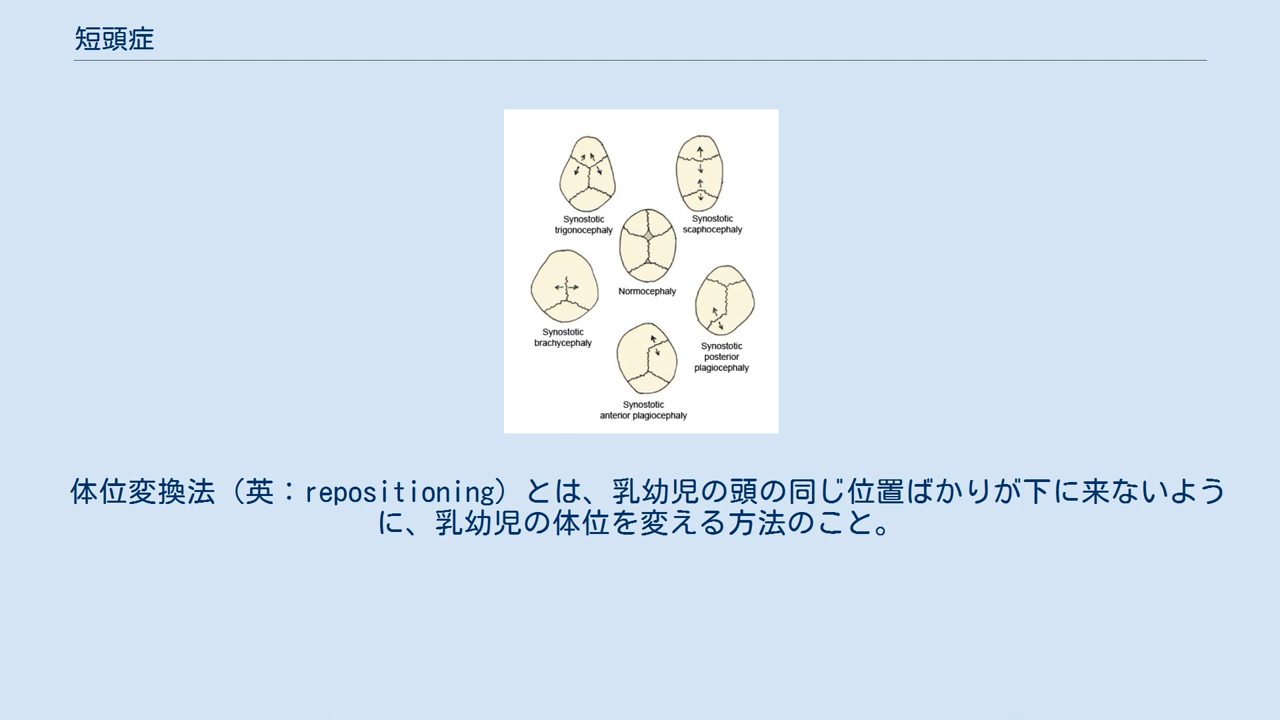 短頭症
Synostotic
trigonocephaly
Synostotic
scaphocephaly
Normocephaly
Synostotic
brachycephaly
Synostotic
posterior
plagiocephaly
Synostotic
anterior plagiocephaly
体位変換法（英：repositioning）とは、乳幼児の頭の同じ位置ばかりが下に来ないよう
に、乳幼児の体位を変える方法のこと。